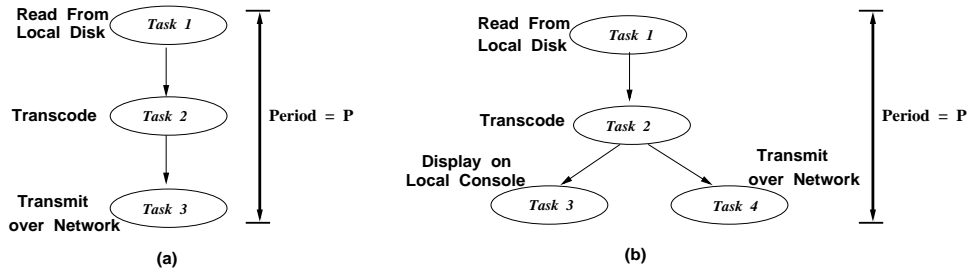 Read From
Local Disk
Task 1
Transcode
Task 2
Period = P
Transmit
over Network
Task 3
(a)
Read From
Local Disk
Task 1
Transcode
Task 2
Period = P
Display on
Local Console
Task 3
Transmit
over Network
Task 4
(b)